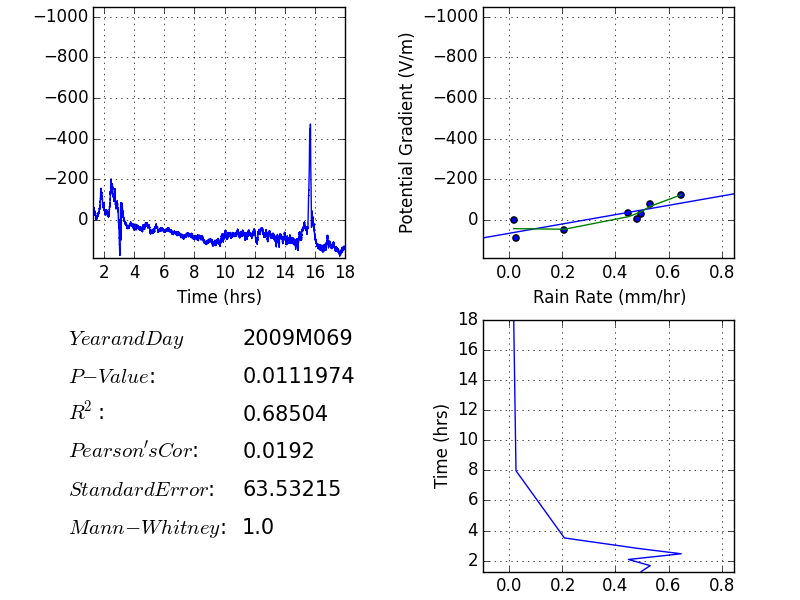 −1000
−800
−600
−400
−200
0
2 4 6 8 10 12 14 16 18
Time (hrs)
Potential Gradient (V/m)
−1000
−800
−600
−400
−200
0
0.0 0.2 0.4 0.6 0.8
Rain Rate (mm/hr)
YearandDay 2009M069
P−Value: 0.0111974
R² : 0.68504
Pearson'sCor: 0.0192
StandardError: 63.53215
Mann−Whitney: 1.0
Time (hrs)
18
16
14
12
10
8
6
4
2
0.0 0.2 0.4 0.6 0.8